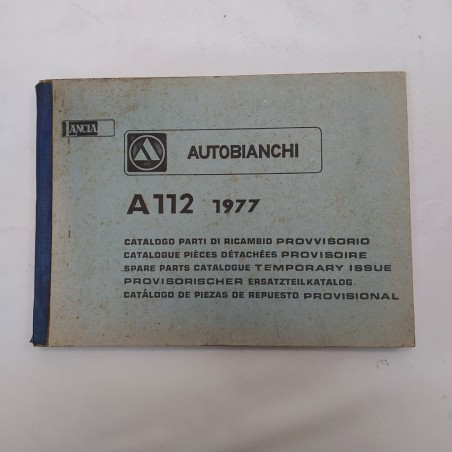 LANCIA
AUTOBIANCHI
A112 1977
CATALOGO PARTI DI RICAMBIO PROVVISORIO
CATALOGUE PIÈCES DÉTACHÉES PROVISOIRE
SPARE PARTS CATALOGUE TEMPORARY ISSUE
PROVISORISCHER ERSATZTEILKATALOG.
CATÁLOGO DE PIEZAS DE REPUESTO PROVISIONAL